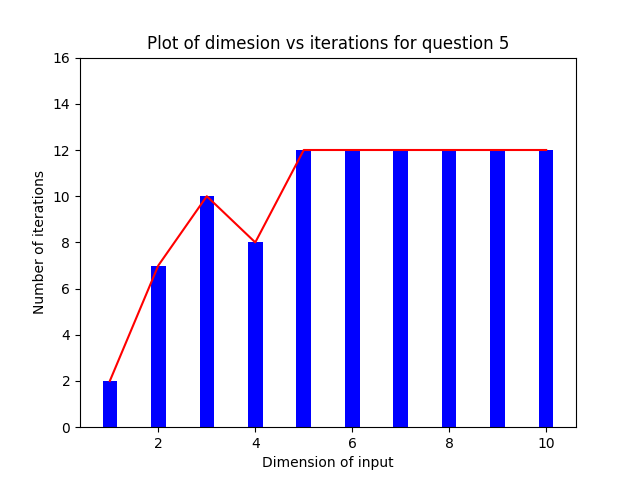 Plot of dimesion vs iterations for question 5
16
14
12
10
8
6
4
2
0
Number of iterations
2 4 6 8 10
Dimension of input